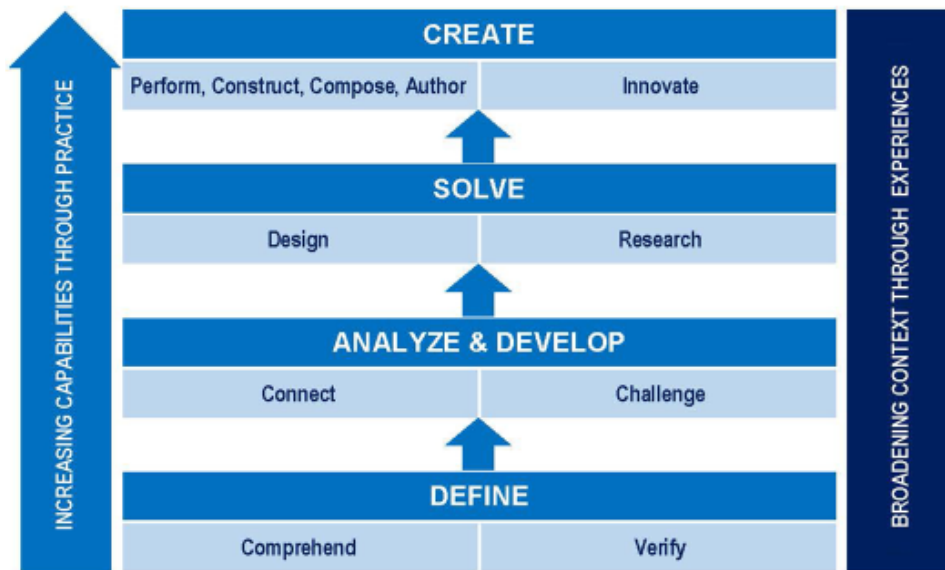 INCREASING CAPABILITIES THROUGH PRACTICE
CREATE
Perform, Construct, Compose, Author
Innovate
SOLVE
Design
Research
ANALYZE & DEVELOP
Connect
Challenge
DEFINE
Comprehend
Verify
BROADENING CONTEXT THROUGH EXPERIENCES